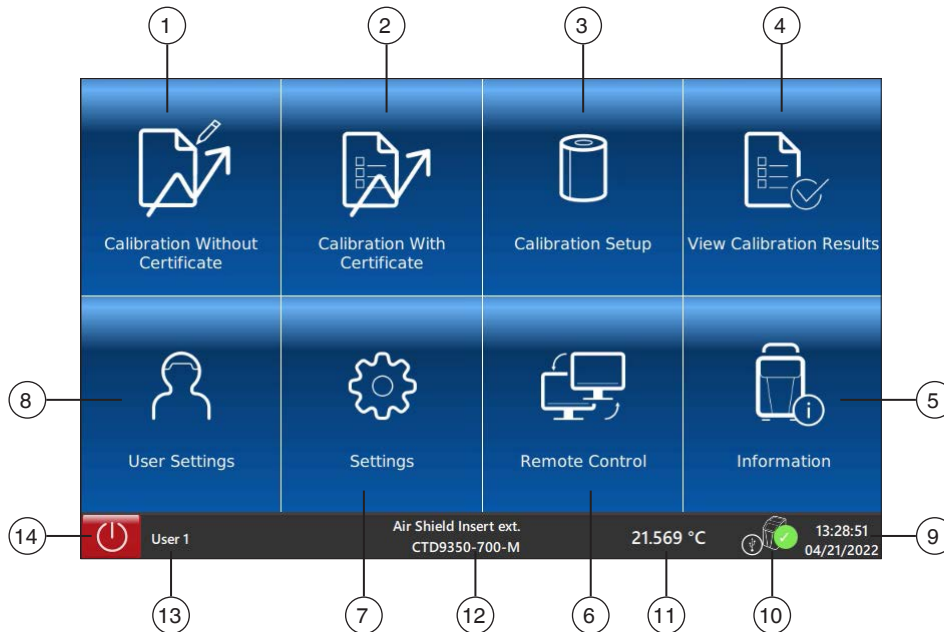 1
2
3
4
Calibration Without
Certificate
Calibration With
Certificate
Calibration Setup
View Calibration Results
8
5
User Settings
Settings
Remote Control
Information
14
User 1
Air Shield Insert ext.
CTD9350-700-M
21.569 °C
13:28:51
04/21/2022
9
13
7
12
6
11
10